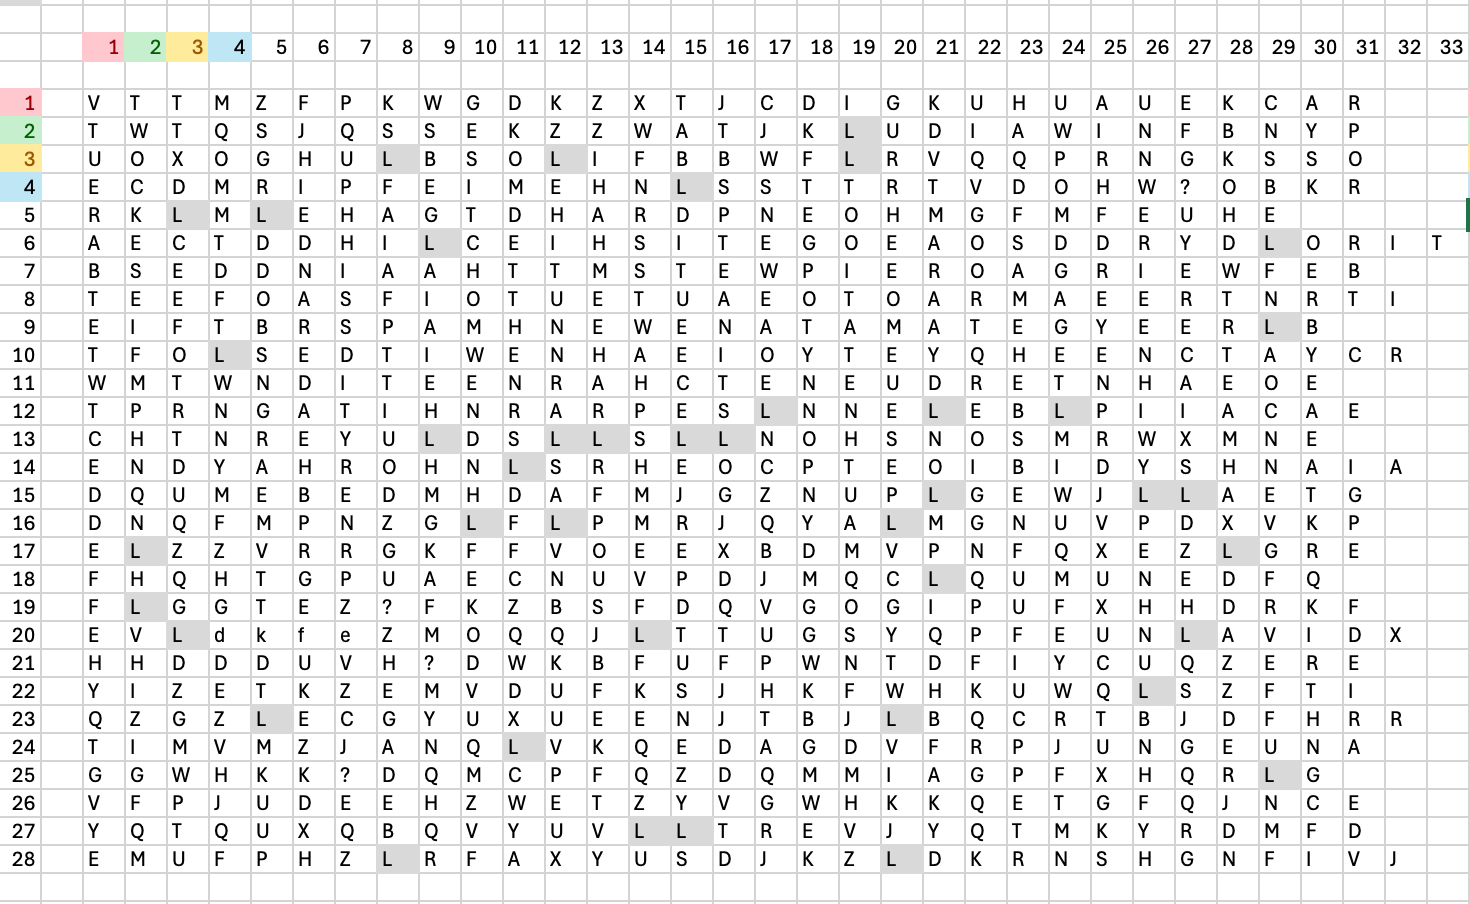 1 2 3 4 5 6 7 8 9 10 11 12 13 14 15 16 17 18 19 20 21 22 23 24 25 26 27 28 29 30 31 32 33
1 V T T M Z F P K W G D K Z X T J C D I G K U H U A U E K C A R
2 T W T Q S J Q S S E K Z Z W A T J K L U D I A W I N F B N Y P
3 U O X O G H U L B S O L I F B B W F L R V Q Q P R N G K S S O
4 E C D M R I P F E I M E H N L S S T T R T V D O H W ? O B K R
5 R K L M L E H A G T D H A R D P N E O H M G F M F E U H E
6 A E C T D D H I L C E I H S I T E G O E A O S D D R Y D L O R I T
7 B S E D D N I A A H T T M S T E W P I E R O A G R I E W F E B
8 T E E F O A S F I O T U E T U A E O T O A R M A E E R T N R T I
9 E I F T B R S P A M H N E W E N A T A M A T E G Y E E R L B
10 T F O L S E D T I W E N H A E I O Y T E Y Q H E E N C T A Y C R
11 W M T W N D I T E E N R A H C T E N E U D R E T N H A E O E
12 T P R N G A T I H N R A R P E S L N N E L E B L P I I A C A E
13 C H T N R E Y U L D S L L S L L N O H S N O S M R W X M N E
14 E N D Y A H R O H N L S R H E O C P T E O I B I D Y S H N A I A
15 D Q U M E B E D M H D A F M J G Z N U P L G E W J L L A E T G
16 D N Q F M P N Z G L F L P M R J Q Y A L M G N U V P D X V K P
17 E L Z Z V R R G K F F V O E E X B D M V P N F Q X E Z L G R E
18 F H Q H T G P U A E C N U V P D J M Q C L Q U M U N E D F Q
19 F L G G T E Z ? F K Z B S F D Q V G O G I P U F X H H D R K F
20 E V L d k f e Z M O Q Q J L T T U G S Y Q P F E U N L A V I D X
21 H H D D D U V H ? D W K B F U F P W N T D F I Y C U Q Z E R E
22 Y I Z E T K Z E M V D U F K S J H K F W H K U W Q L S Z F T I
23 Q Z G Z L E C G Y U X U E E N J T B J L B Q C R T B J D F H R R
24 T I M V M Z J A N Q L V K Q E D A G D V F R P J U N G E U N A
25 G G W H K K ? D Q M C P F Q Z D Q M M I A G P F X H Q R L G
26 V F P J U D E E H Z W E T Z Y V G W H K K Q E T G F Q J N C E
27 Y Q T Q U X Q B Q V Y U V L L T R E V J Y Q T M K Y R D M F D
28 E M U F P H Z L R F A X Y U S D J K Z L D K R N S H G N F I V J